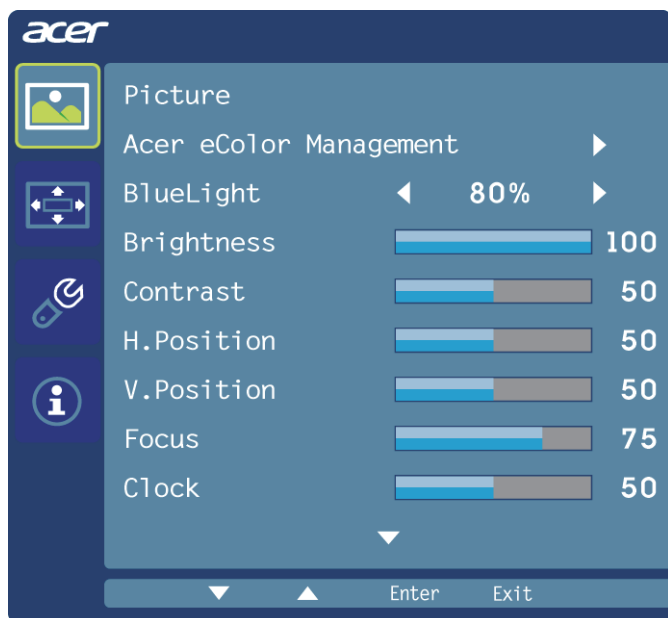 acer
Picture
Acer eColor Management
BlueLight 80%
Brightness 100
Contrast 50
H.Position 50
V.Position 50
Focus 75
Clock 50
Enter Exit